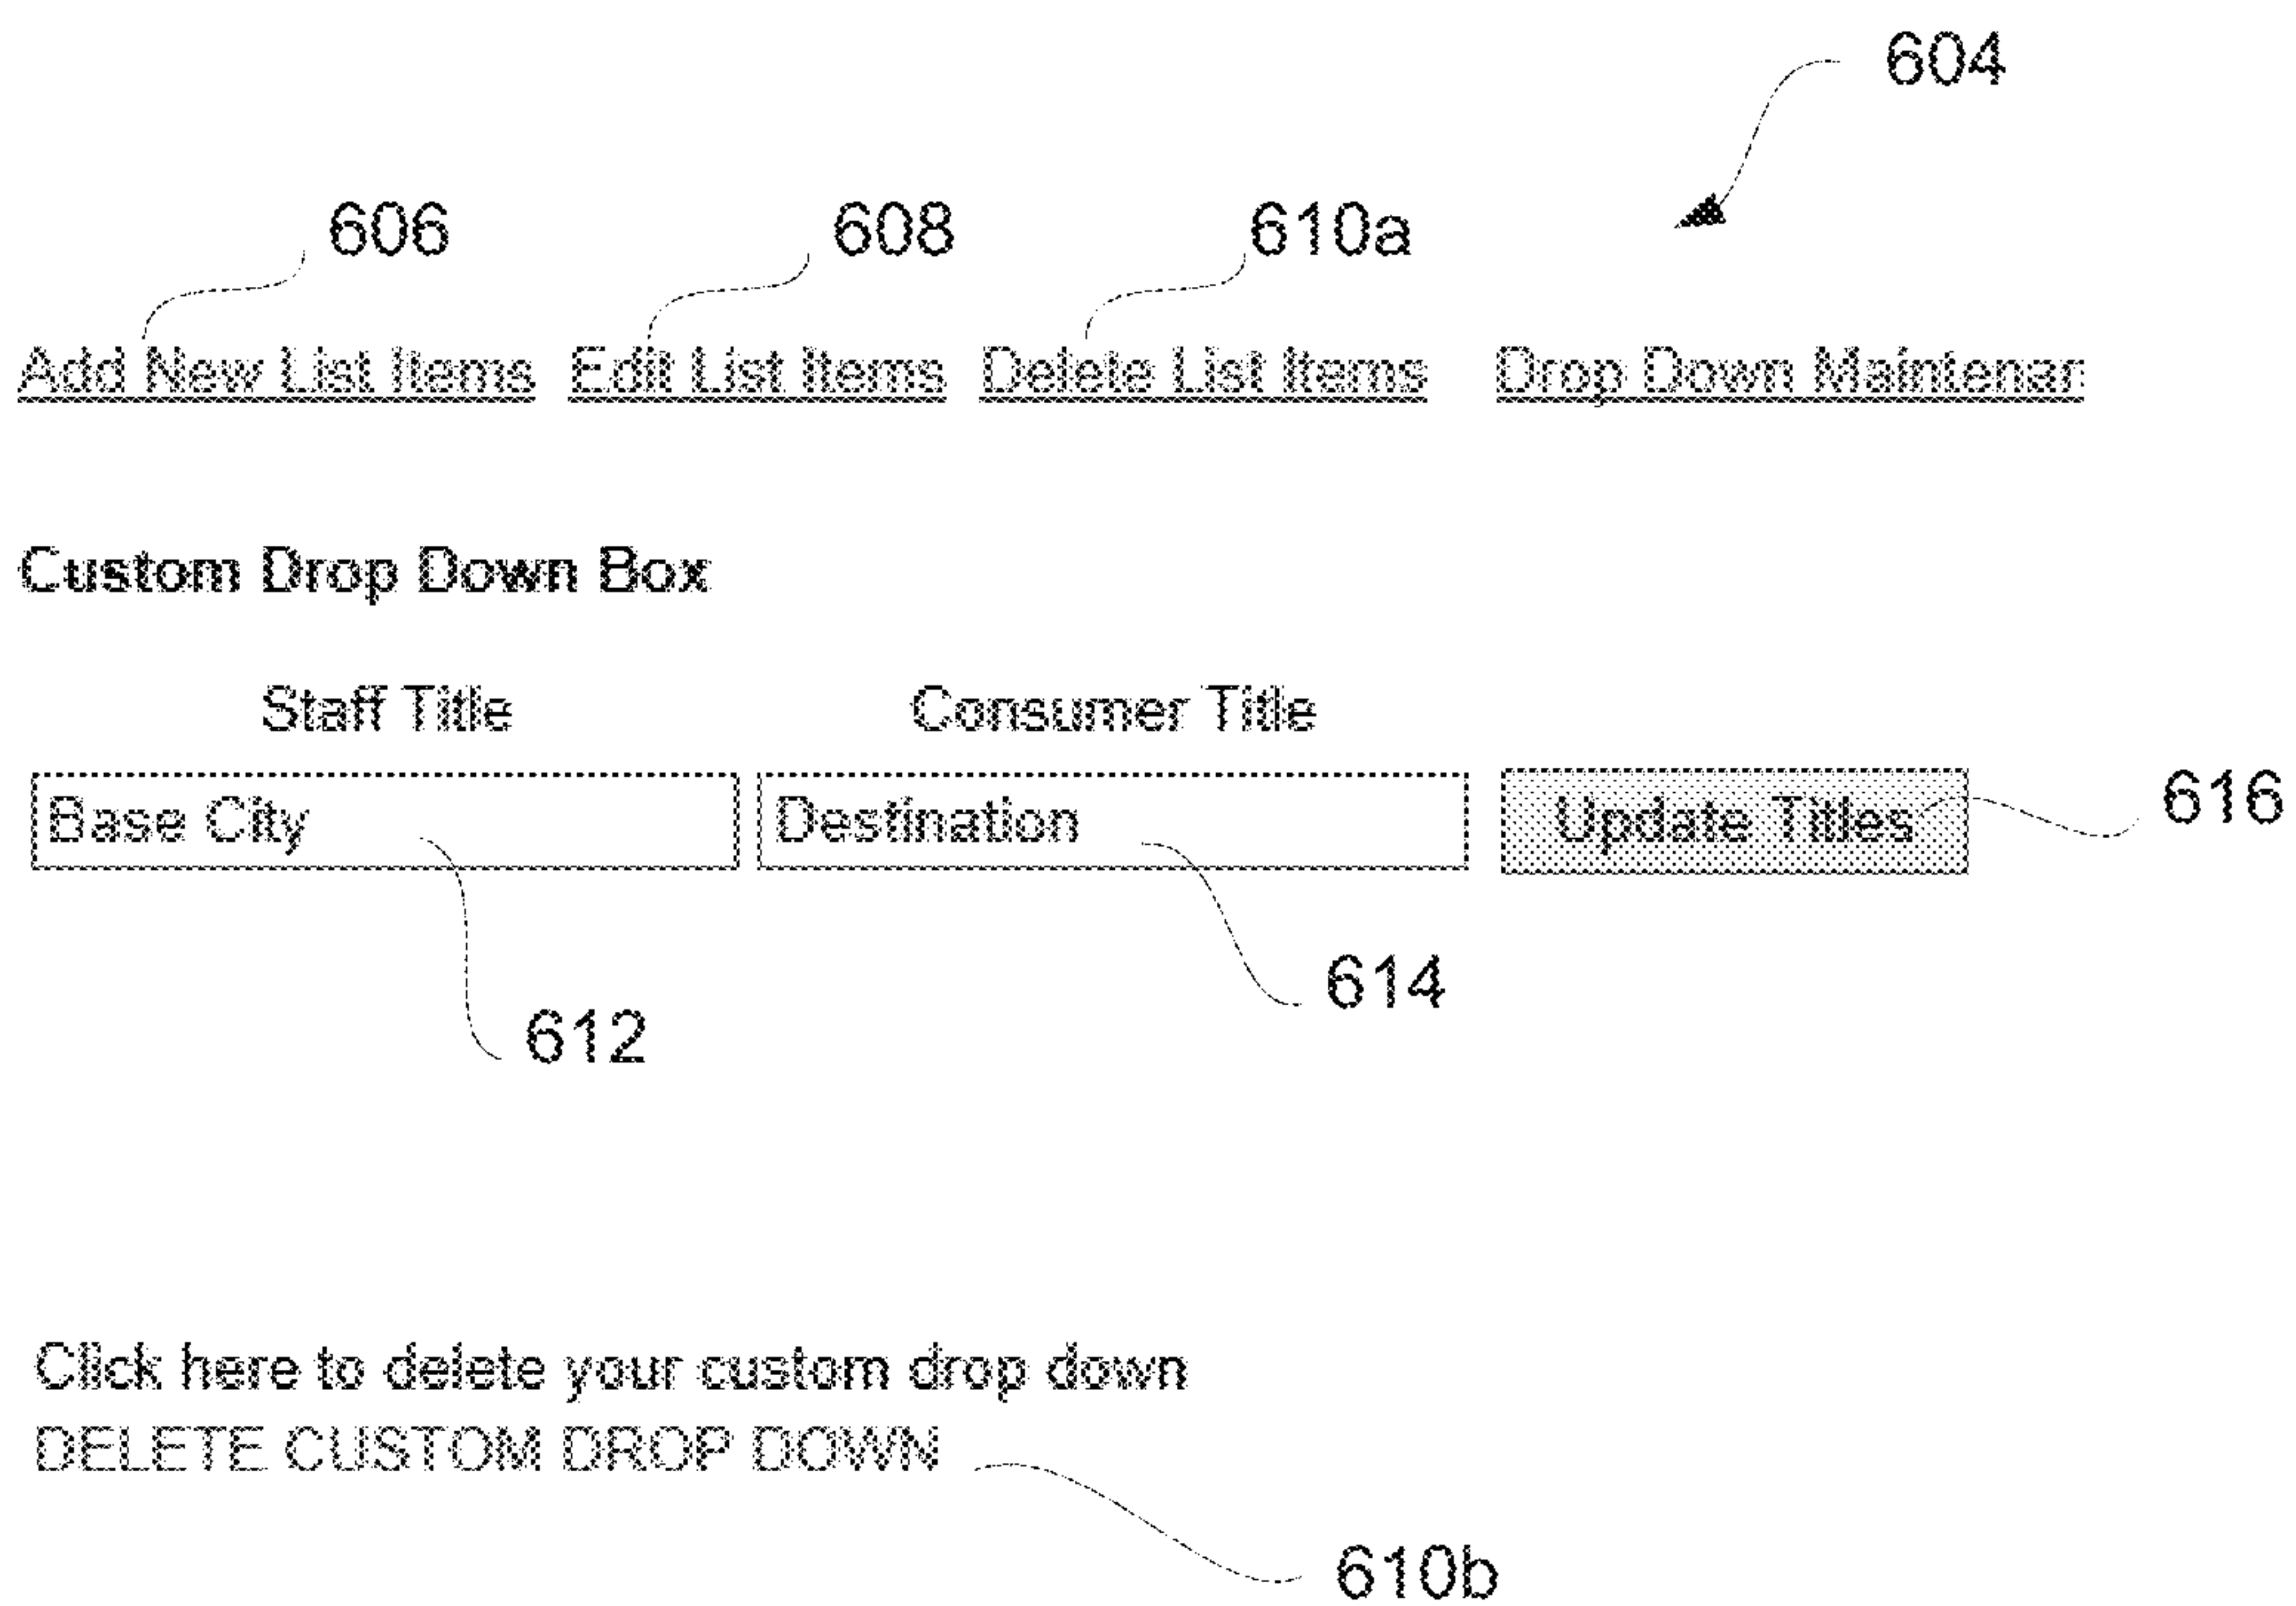 604
606 608 610a
Add New List Items Edit List Items Delete List Items Drop Down Maintenan
Custom Drop Down Box
Staff Title Consumer Title
Base City Destination Update Titles 616
614
612
Click here to delete your custom drop down
DELETE CUSTOM DROP DOWN
610b